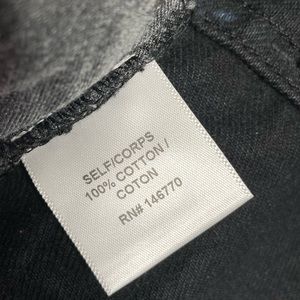 SELF/CORPS
100% COTTON /
COTON
RN# 146770